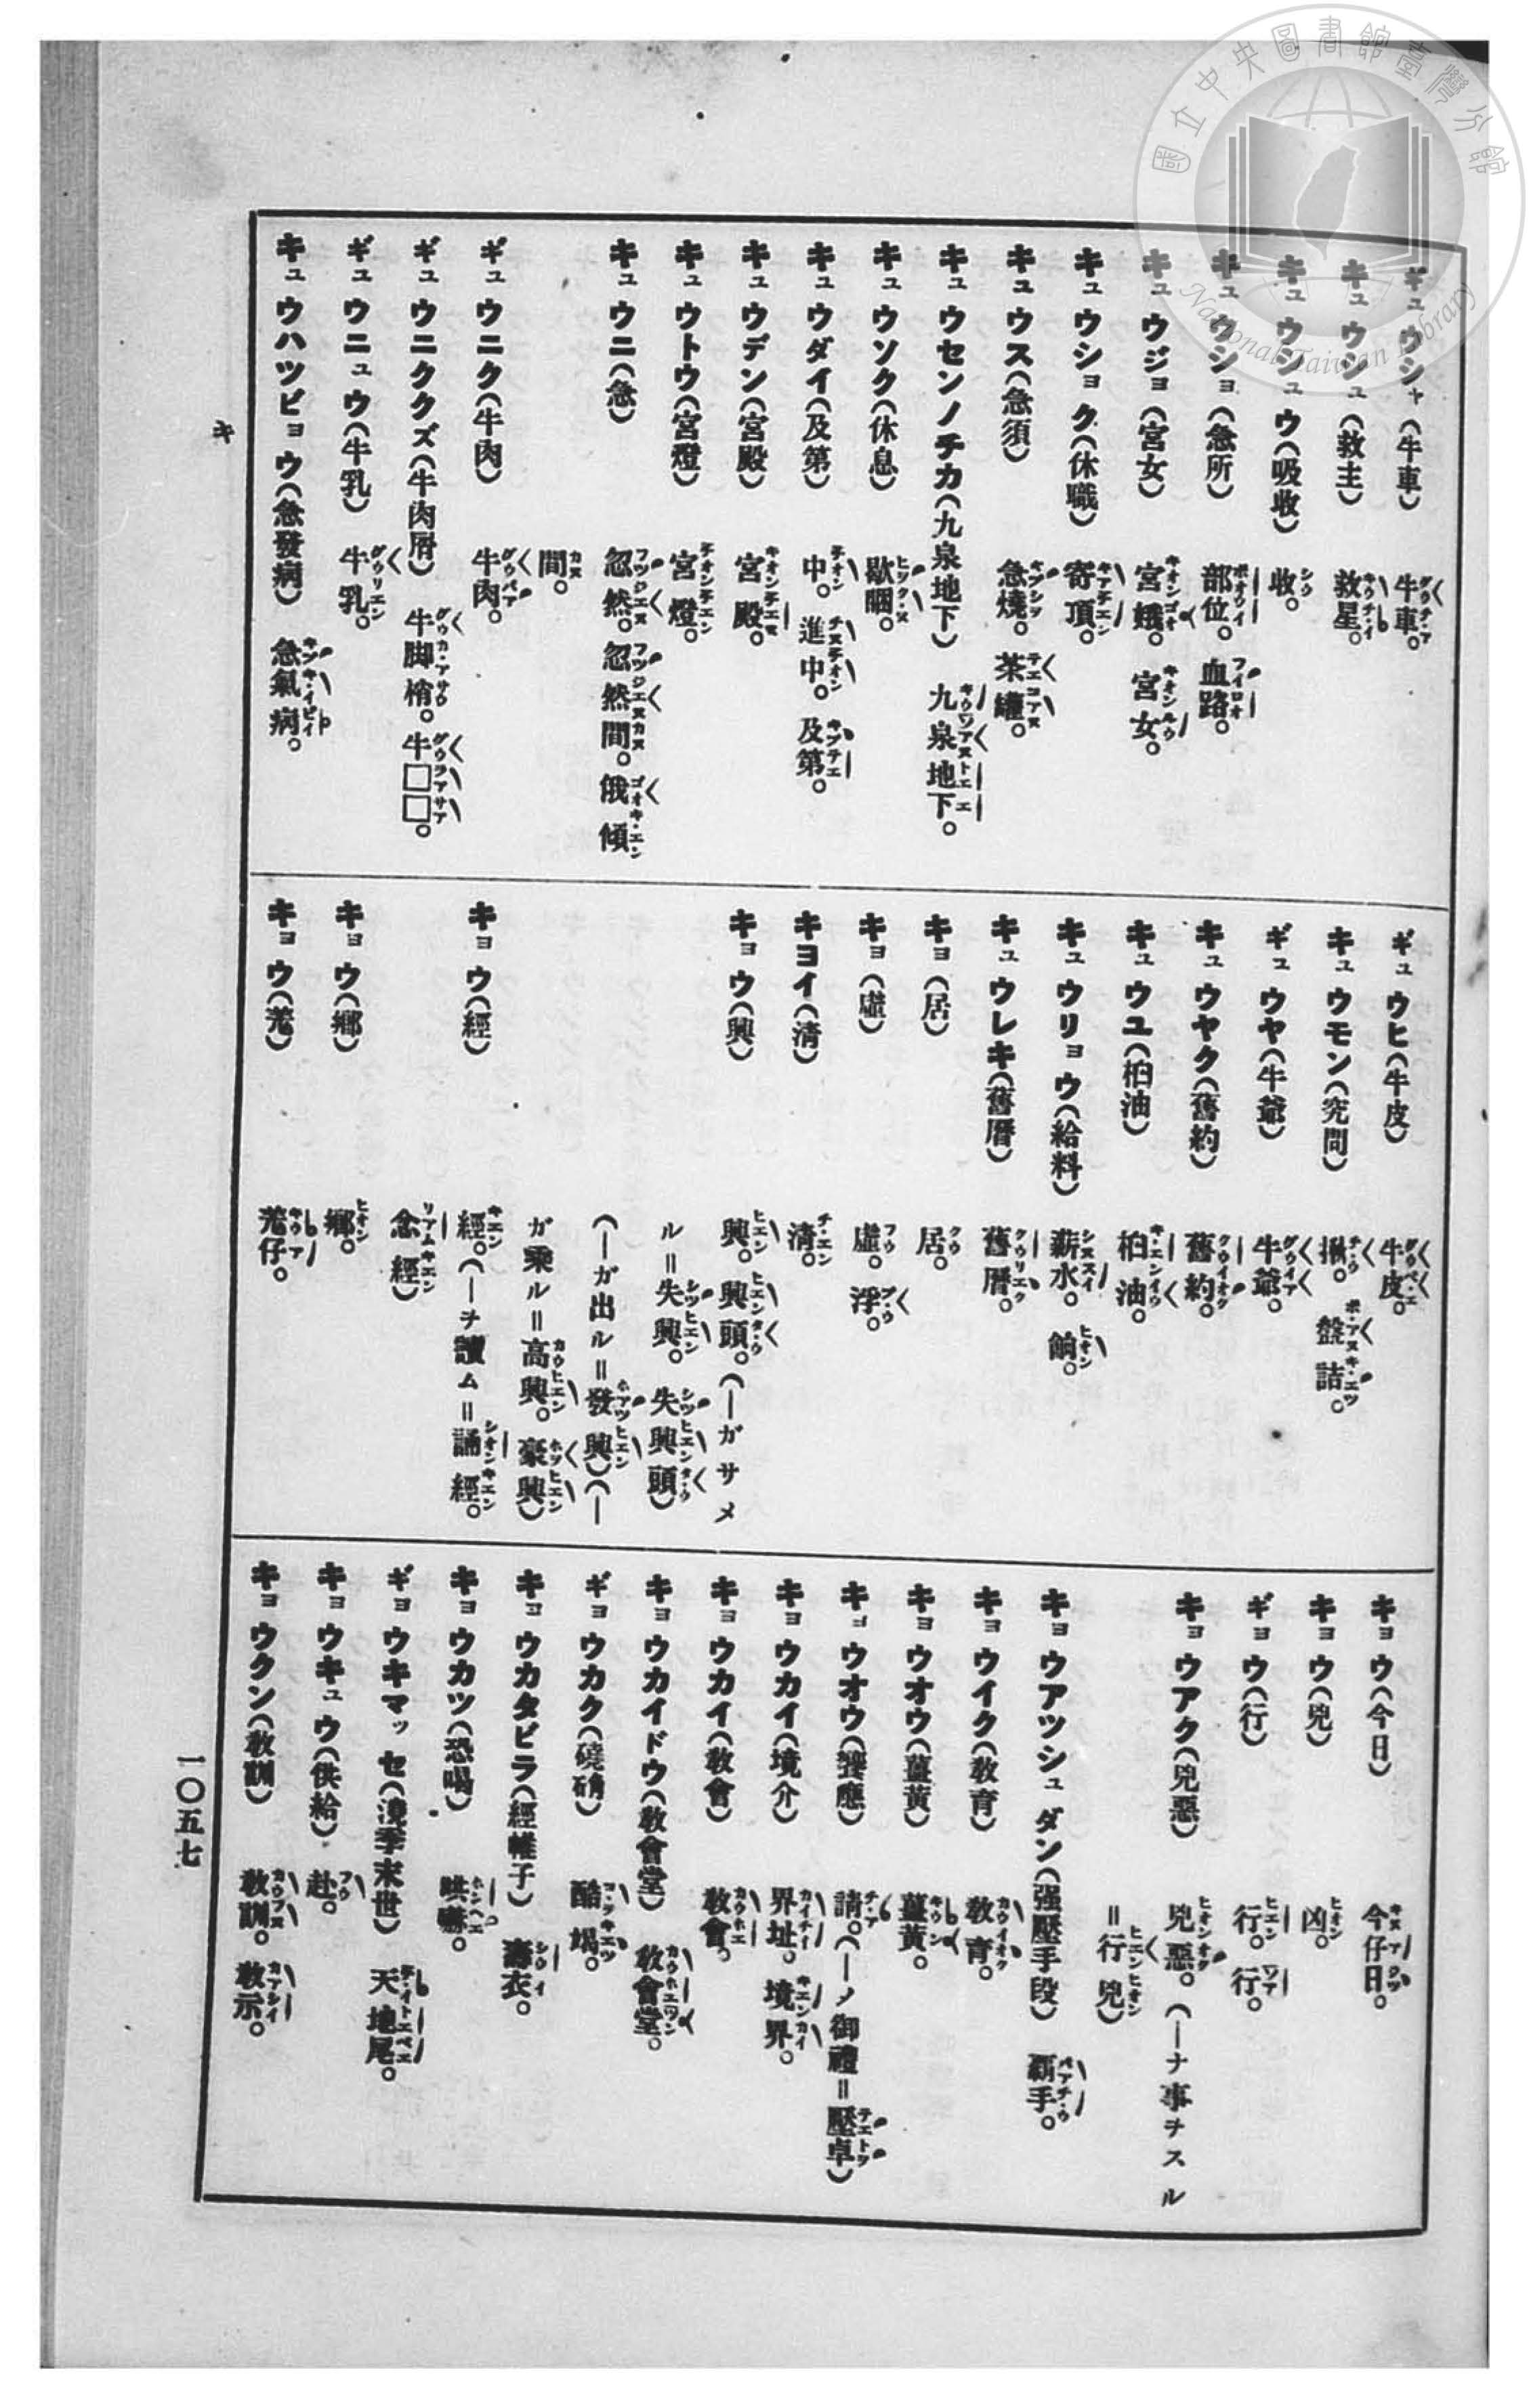 國立中央圖書館臺灣分館
National Taiwan Library
ギュウシャ(牛車) 牛車。
キュウシュ(救主) 救星。
キュウシュウ(吸收) 收。
キュウショ(急所) 部位。血路。
キュウジョ(宮女) 宮娥。宮女。
キュウショク(休職) 寄頂。
キュウス(急須) 急燒。茶罐。
キュウセンノチカ(九泉地下) 九泉地下。
キュウソク(休息) 歇睏。
キュウダイ(及第) 中。進中。及第。
キュウデン(宮殿) 宮殿。
キュウトウ(宮燈) 宮燈。
キュウニ(急) 忽然。忽然間。俄傾
間。
ギュウニク(牛肉) 牛肉。
ギュウニククズ(牛肉屑) 牛脚梢。牛□□。
ギュウニュウ(牛乳) 牛乳。
キュウハツビョウ(急發病) 急氣病。
ギュウヒ(牛皮) 牛皮。
キュウモン(究問) 揪。盤詰。
ギュウヤ(牛爺) 牛爺。
キュウヤク(舊約) 舊約。
キュウユ(桕油) 桕油。
キュウリョウ(給料) 薪水。餉。
キュウレキ(舊曆) 舊曆。
キョ(居) 居。
キョ(虛) 虛。浮。
キヨイ(清) 清。
キョウ(興) 興。興頭。(—ガサメ
ル=失興。失興頭)
(—ガ出ル=發興)(—
ガ乘ル=高興。豪興)
キョウ(經) 經。(—ヲ讀ム=誦經。
念經)
キョウ(鄉) 鄉。
キョウ(羌) 羌仔。
キョウ(今日) 今仔日。
キョウ(兇) 凶。
ギョウ(行) 行。行。
キョウアク(兇惡) 兇惡。(—ナ事ヲスル
=行兇)
キョウアツシュダン(强壓手段) 霸手。
キョウイク(敎育) 敎育。
キョウオウ(薑黃) 薑黃。
キョウオウ(饗應) 請。(—ノ御禮=壓卓)
キョウカイ(境介) 界址。境界。
キョウカイ(敎會) 敎會。
キョウカイドウ(敎會堂) 敎會堂。
ギョウカク(磽确) 酷竭。
キョウカタビラ(經帷子) 壽衣。
キョウカツ(恐喝) 哄嚇。
ギョウキマッセ(澆季末世) 天地尾。
キョウキュウ(供給) 赴。
キョウクン(敎訓) 敎訓。敎示。
キ
一〇五七